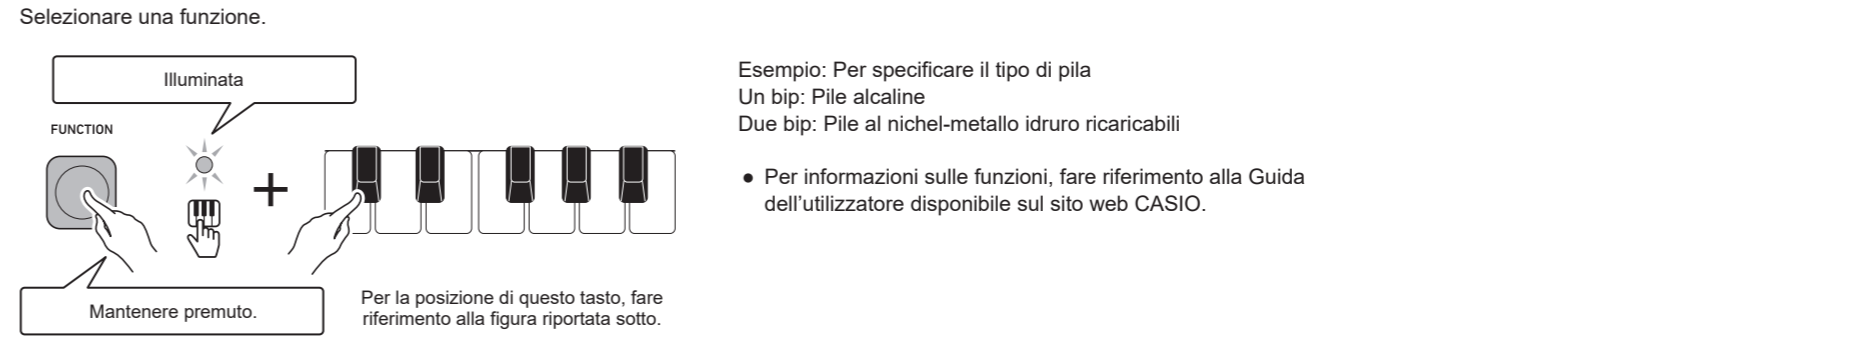 Selezionare una funzione.
Illuminata
FUNCTION
Mantenere premuto.
Per la posizione di questo tasto, fare
riferimento alla figura riportata sotto.
Esempio: Per specificare il tipo di pila
Un bip: Pile alcaline
Due bip: Pile al nichel-metallo idruro ricaricabili
● Per informazioni sulle funzioni, fare riferimento alla Guida
dell’utilizzatore disponibile sul sito web CASIO.